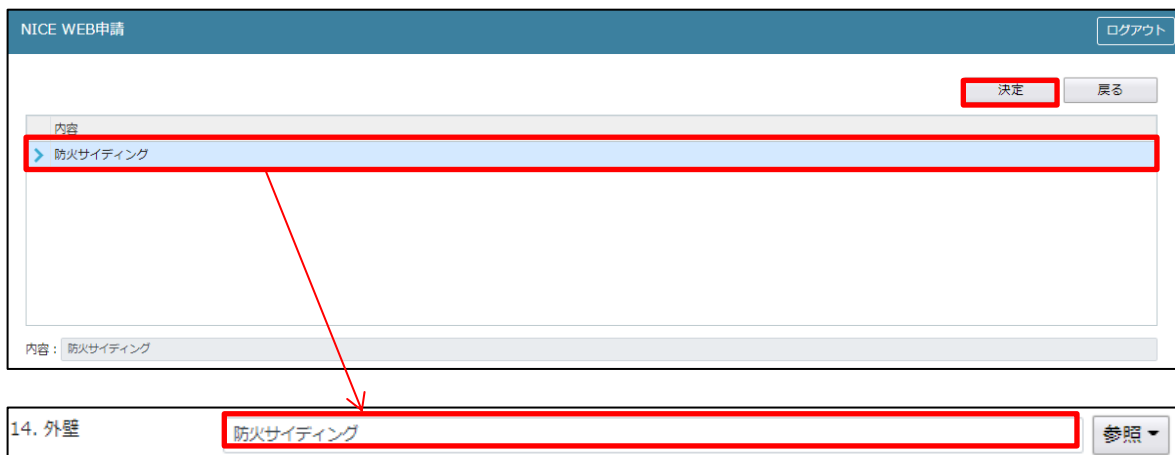 NICE WEB申請
ログアウト
決定
戻る
内容
防火サイディング
内容： 防火サイディング
14. 外壁
防火サイディング
参照